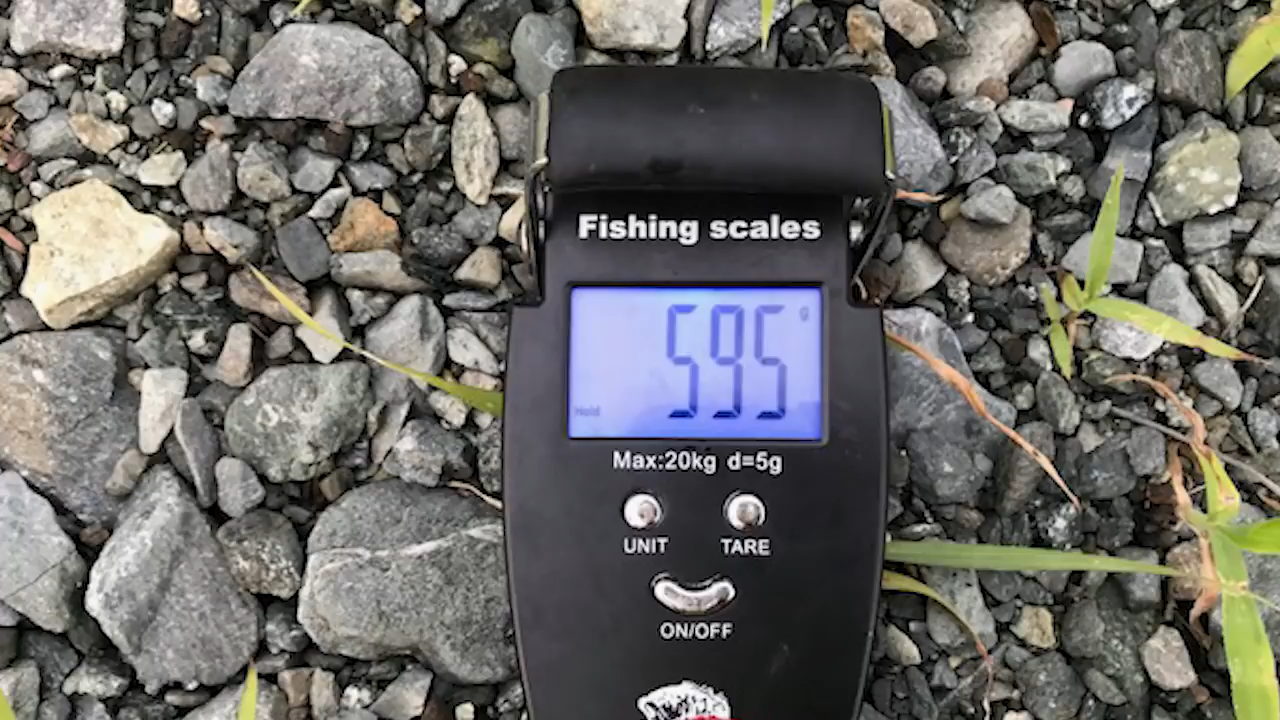 Fishing scales
595 g
Hold
Max:20kg d=5g
UNIT TARE
ON/OFF